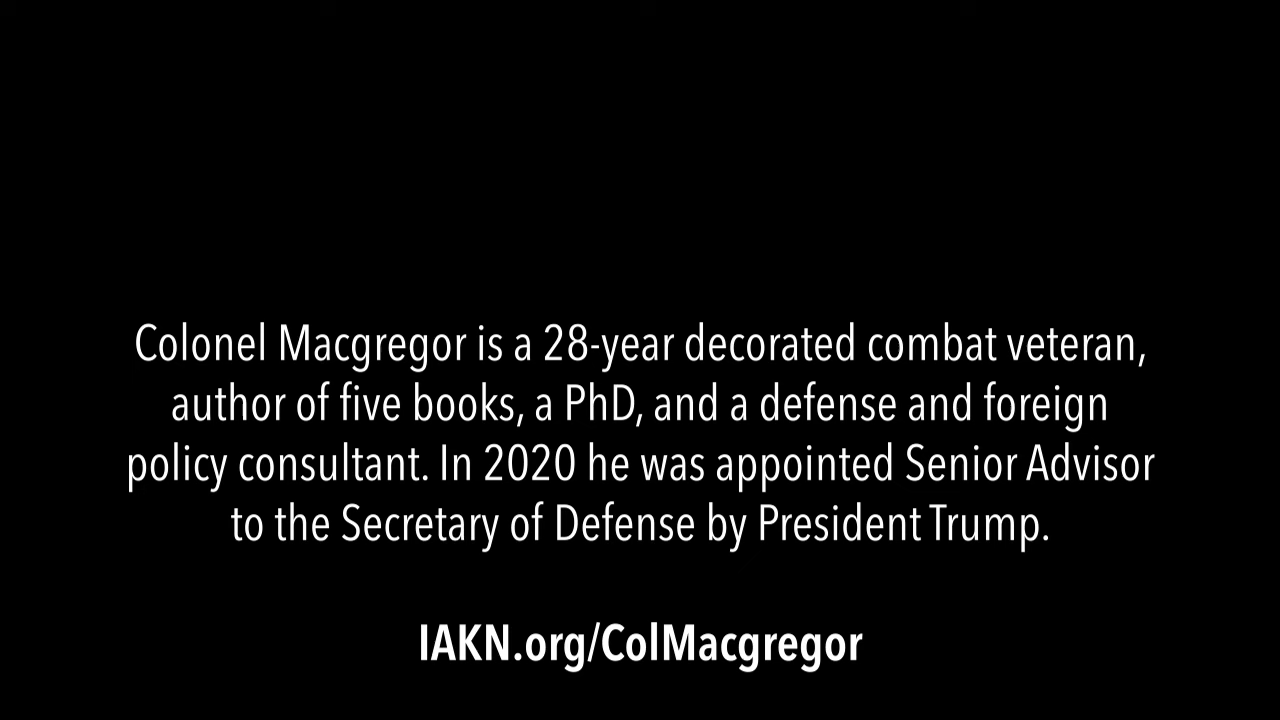 Colonel Macgregor is a 28-year decorated combat veteran,
author of five books, a PhD, and a defense and foreign
policy consultant. In 2020 he was appointed Senior Advisor
to the Secretary of Defense by President Trump.
IAKN.org/ColMacgregor